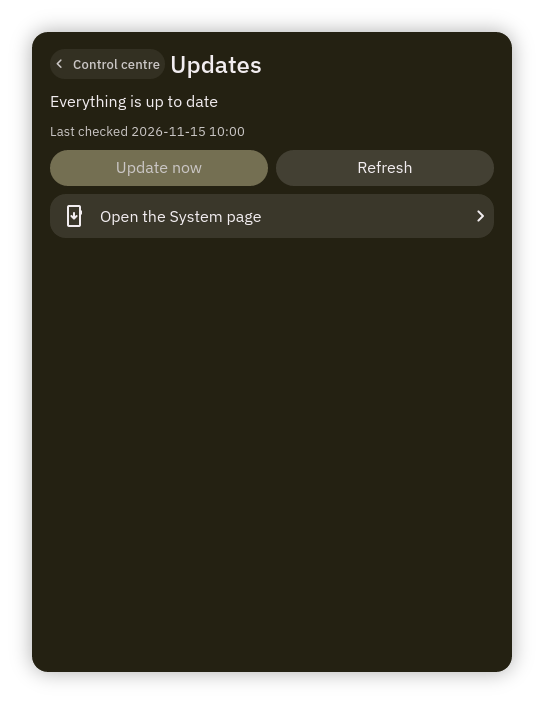 Control centre Updates
Everything is up to date
Last checked 2026-11-15 10:00
Update now Refresh
Open the System page